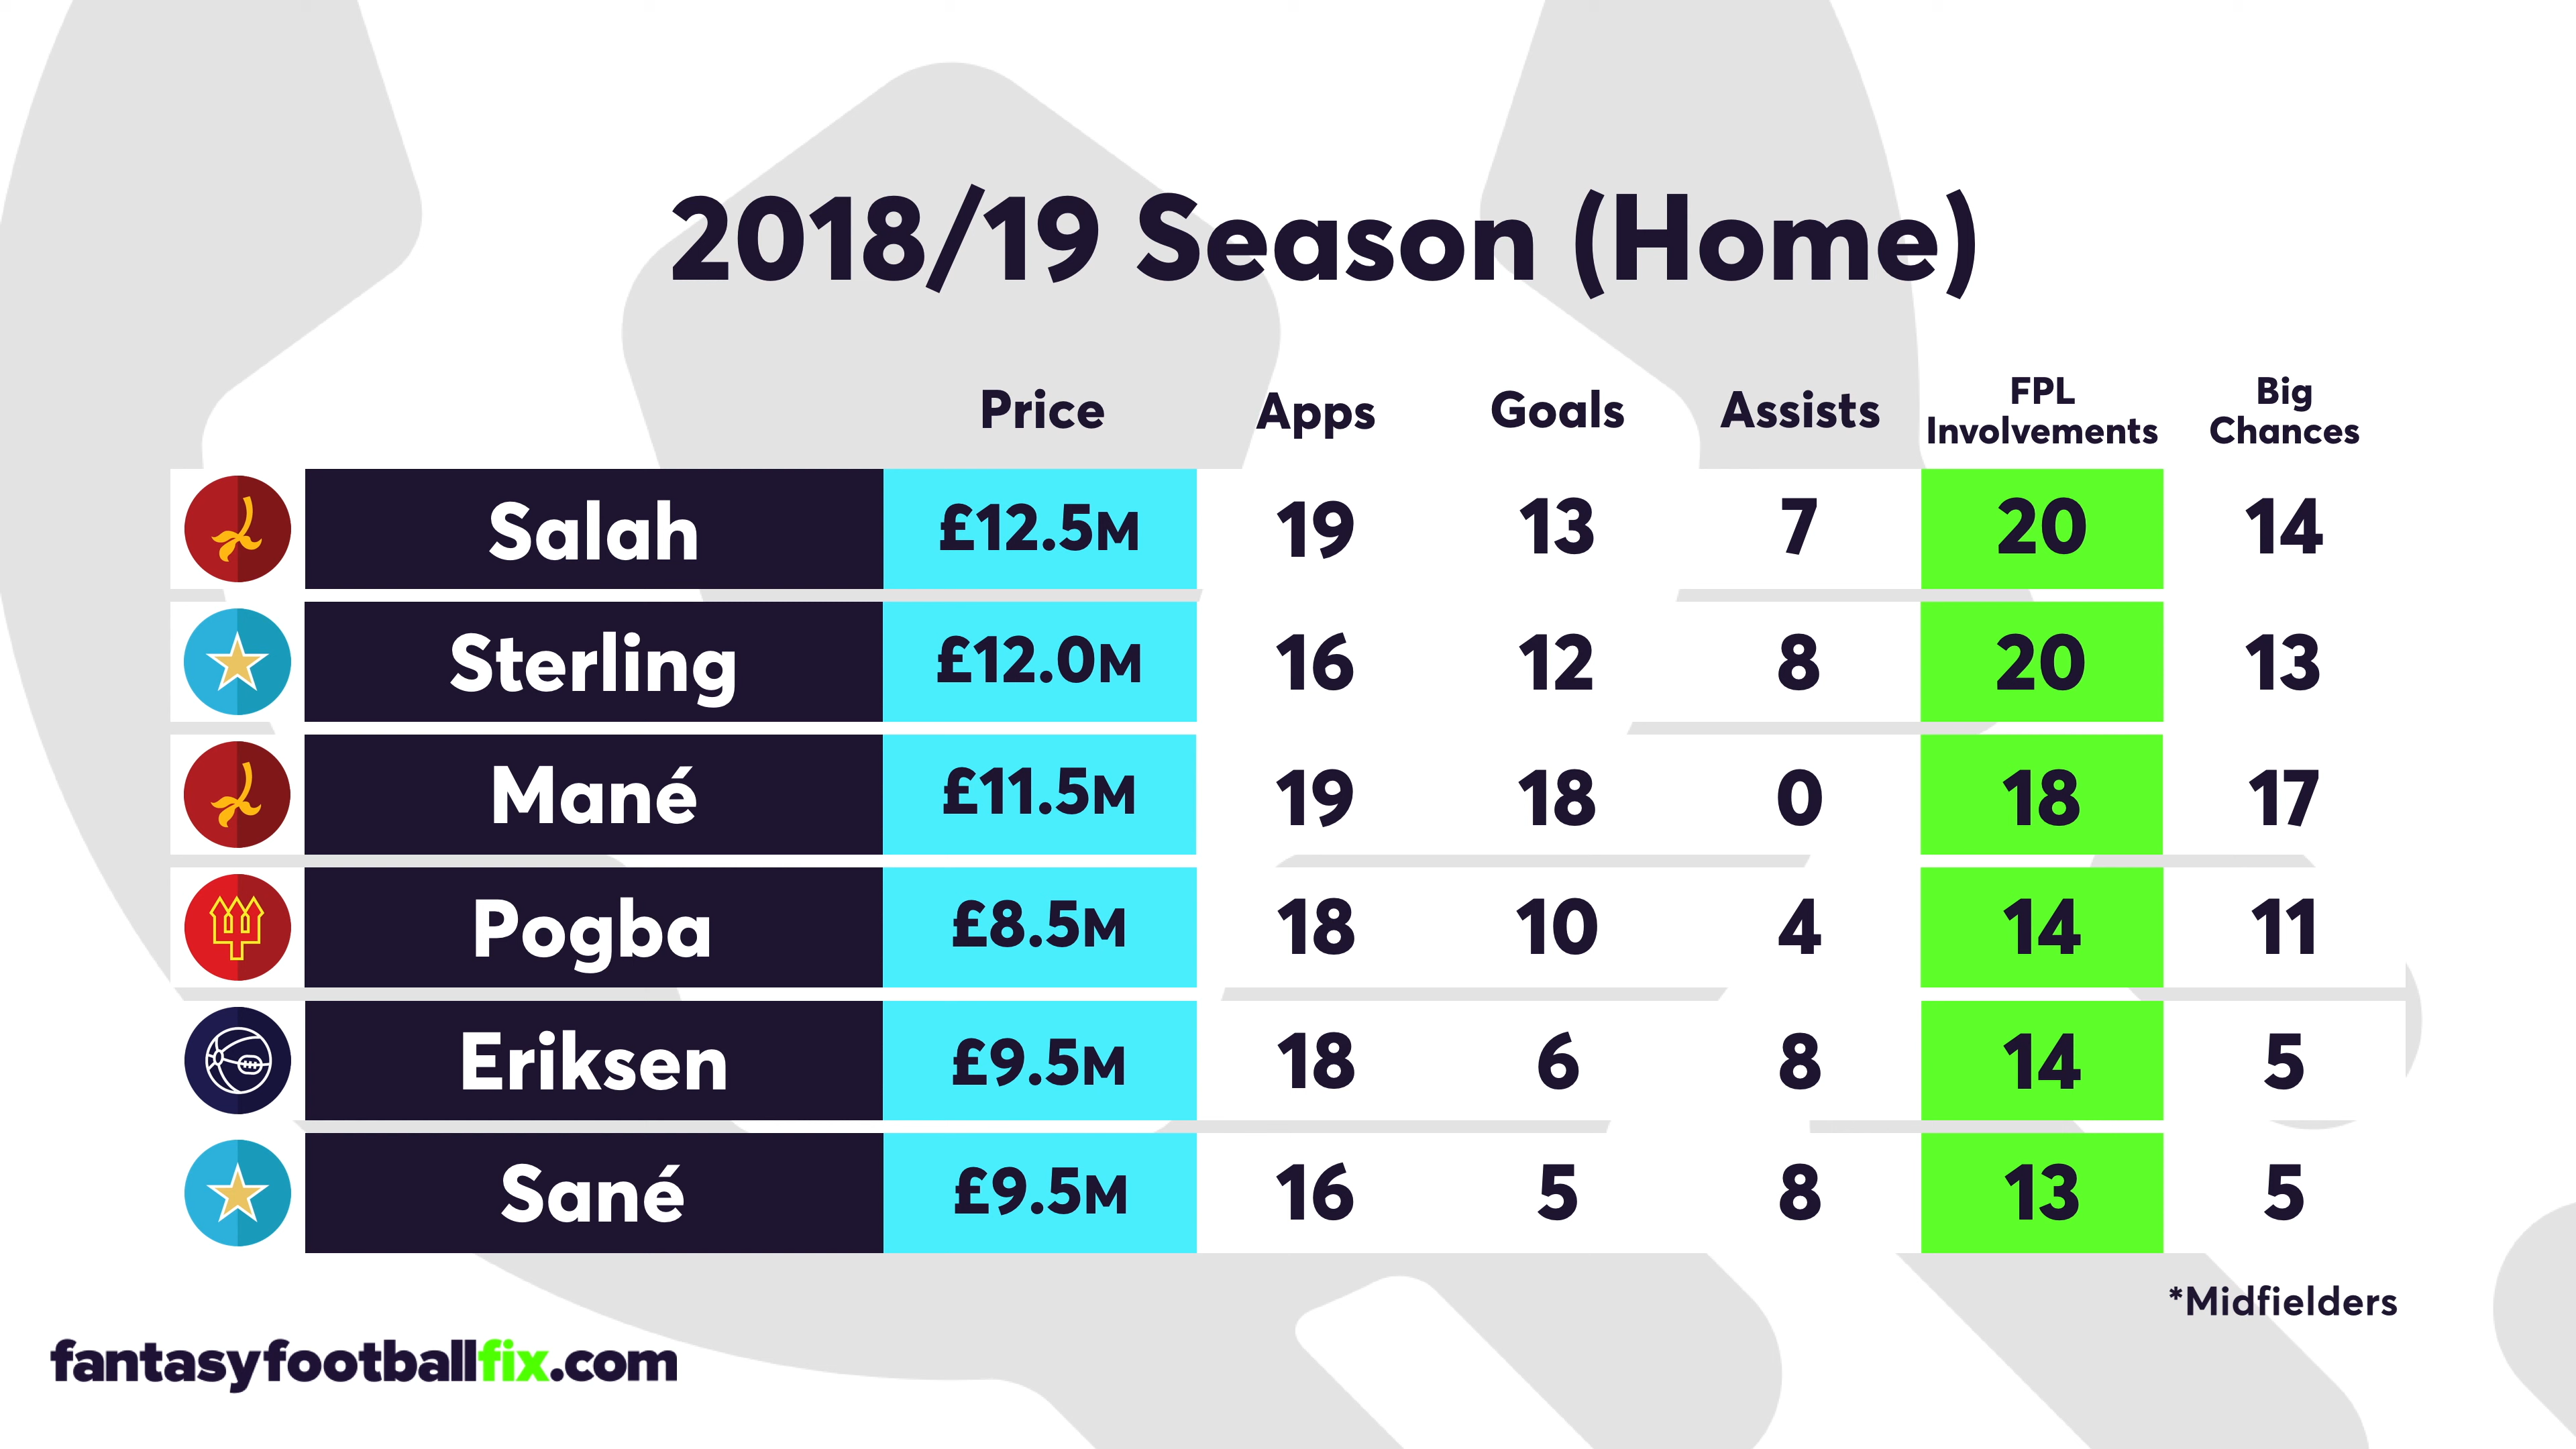 2018/19 Season (Home)
Price Apps Goals Assists FPL Involvements Big Chances
Salah £12.5M 19 13 7 20 14
Sterling £12.0M 16 12 8 20 13
Mané £11.5M 19 18 0 18 17
Pogba £8.5M 18 10 4 14 11
Eriksen £9.5M 18 6 8 14 5
Sané £9.5M 16 5 8 13 5
*Midfielders
fantasyfootballfix.com